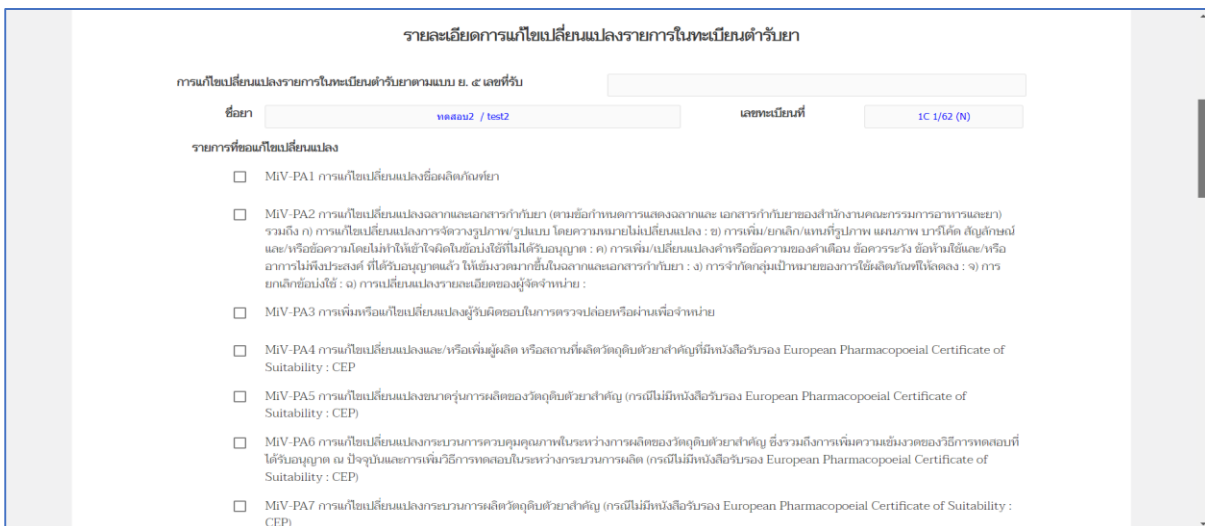 รายละเอียดการแก้ไขเปลี่ยนแปลงรายการในทะเบียนตำรับยา
การแก้ไขเปลี่ยนแปลงรายการในทะเบียนตำรับยาตามแบบ ย. ๕ เลขที่รับ
ชื่อยา ทดสอบ2 / test2 เลขทะเบียนที่ 1C 1/62 (N)
รายการที่ขอแก้ไขเปลี่ยนแปลง
MiV-PA1 การแก้ไขเปลี่ยนแปลงชื่อผลิตภัณฑ์ยา
MiV-PA2 การแก้ไขเปลี่ยนแปลงฉลากและเอกสารกำกับยา (ตามข้อกำหนดการแสดงฉลากและ เอกสารกำกับยาของสำนักงานคณะกรรมการอาหารและยา)
รวมถึง ก) การแก้ไขเปลี่ยนแปลงการจัดวางรูปภาพ/รูปแบบ โดยความหมายไม่เปลี่ยนแปลง : ข) การเพิ่ม/ยกเลิก/แทนที่รูปภาพ แผนภาพ บาร์โค้ด สัญลักษณ์
และ/หรือข้อความโดยไม่ทำให้เข้าใจผิดในข้อบ่งใช้ที่ไม่ได้รับอนุญาต : ค) การเพิ่ม/เปลี่ยนแปลงคำหรือข้อความของคำเตือน ข้อควรระวัง ข้อห้ามใช้และ/หรือ
อาการไม่พึงประสงค์ ที่ได้รับอนุญาตแล้ว ให้เข้มงวดมากขึ้นในฉลากและเอกสารกำกับยา : ง) การจำกัดกลุ่มเป้าหมายของการใช้ผลิตภัณฑ์ให้ลดลง : จ) การ
ยกเลิกข้อบ่งใช้ : ฉ) การเปลี่ยนแปลงรายละเอียดของผู้จัดจำหน่าย :
MiV-PA3 การเพิ่มหรือแก้ไขเปลี่ยนแปลงผู้รับผิดชอบในการตรวจปล่อยหรือผ่านเพื่อจำหน่าย
MiV-PA4 การแก้ไขเปลี่ยนแปลงและ/หรือเพิ่มผู้ผลิต หรือสถานที่ผลิตวัตถุดิบตัวยาสำคัญที่มีหนังสือรับรอง European Pharmacopoeial Certificate of
Suitability : CEP
MiV-PA5 การแก้ไขเปลี่ยนแปลงขนาดรุ่นการผลิตของวัตถุดิบตัวยาสำคัญ (กรณีไม่มีหนังสือรับรอง European Pharmacopoeial Certificate of
Suitability : CEP)
MiV-PA6 การแก้ไขเปลี่ยนแปลงกระบวนการควบคุมคุณภาพในระหว่างการผลิตของวัตถุดิบตัวยาสำคัญ ซึ่งรวมถึงการเพิ่มความเข้มงวดของวิธีการทดสอบที่
ได้รับอนุญาต ณ ปัจจุบันและการเพิ่มวิธีการทดสอบในระหว่างกระบวนการผลิต (กรณีไม่มีหนังสือรับรอง European Pharmacopoeial Certificate of
Suitability : CEP)
MiV-PA7 การแก้ไขเปลี่ยนแปลงกระบวนการผลิตวัตถุดิบตัวยาสำคัญ (กรณีไม่มีหนังสือรับรอง European Pharmacopoeial Certificate of Suitability :
CEP)